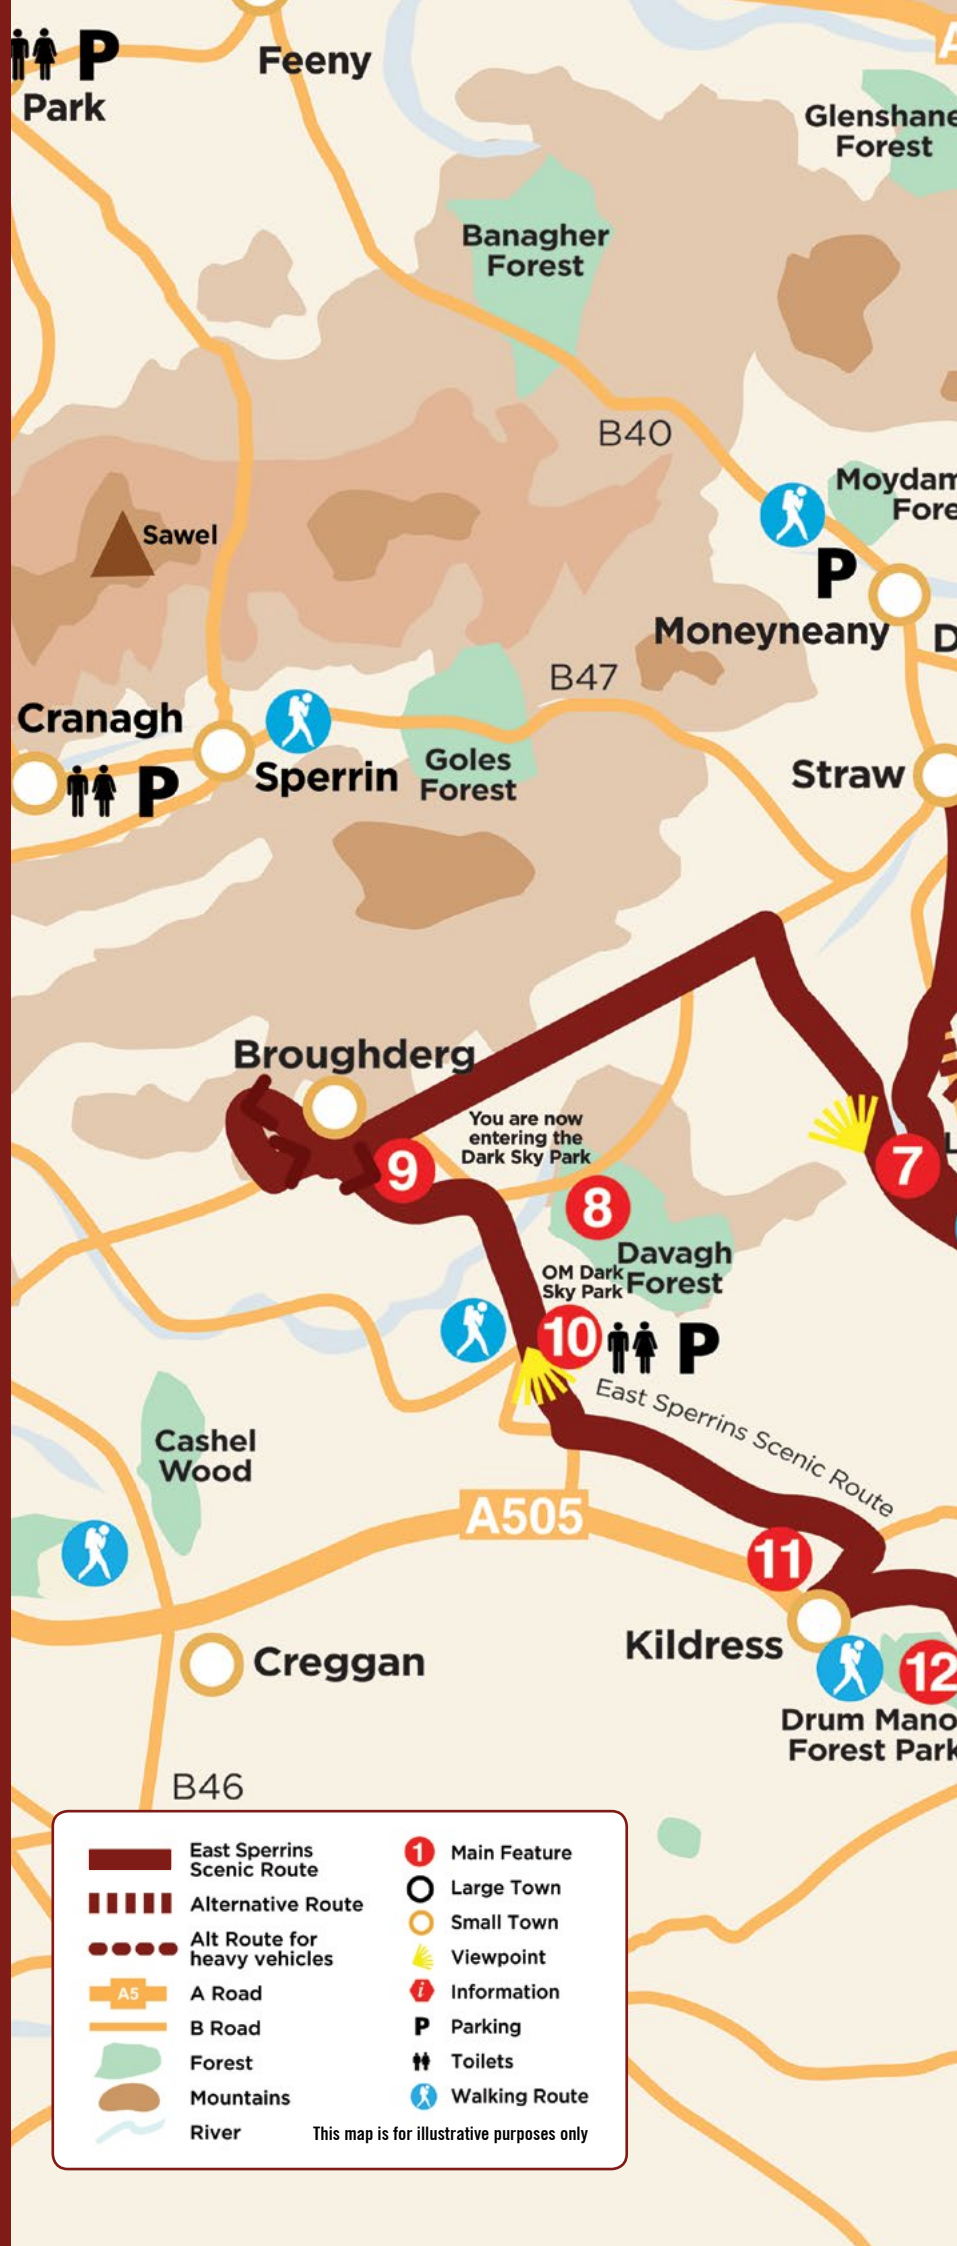 P
Park
Feeny
Glenshane
Forest
Banagher
Forest
B40
Sawel
P
Moneyneany
B47
Cranagh
P
Sperrin
Goles
Forest
Straw
Broughderg
You are now
entering the
Dark Sky Park
9
7
8
Davagh
Forest
OM Dark
Sky Park
10
P
East Sperrins Scenic Route
Cashel
Wood
A505
11
Creggan
Kildress
12
Drum Mano
Forest Park
B46
East Sperrins
Scenic Route
Alternative Route
Alt Route for
heavy vehicles
A5
A Road
B Road
Forest
Mountains
River
1
Main Feature
Large Town
Small Town
Viewpoint
i
Information
P
Parking
Toilets
Walking Route
This map is for illustrative purposes only